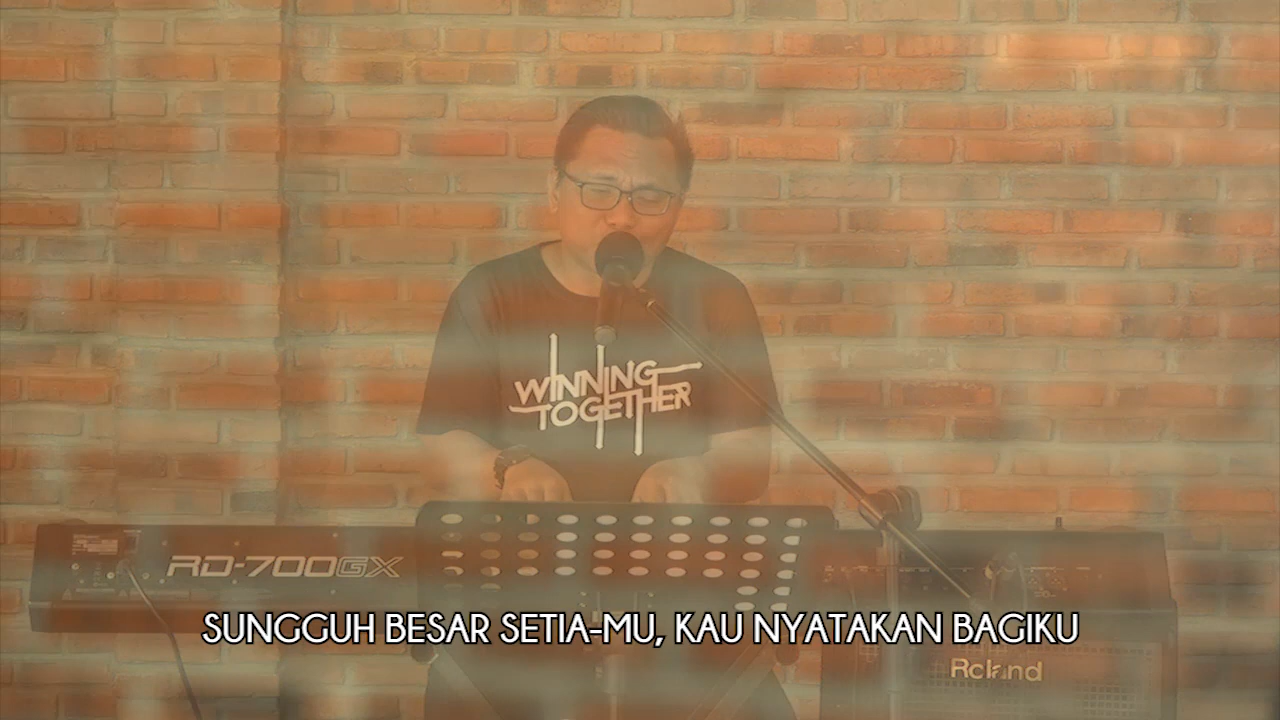 WINNING
TOGETHER
RD-700GX
SUNGGUH BESAR SETIA-MU, KAU NYATAKAN BAGIKU
Roland